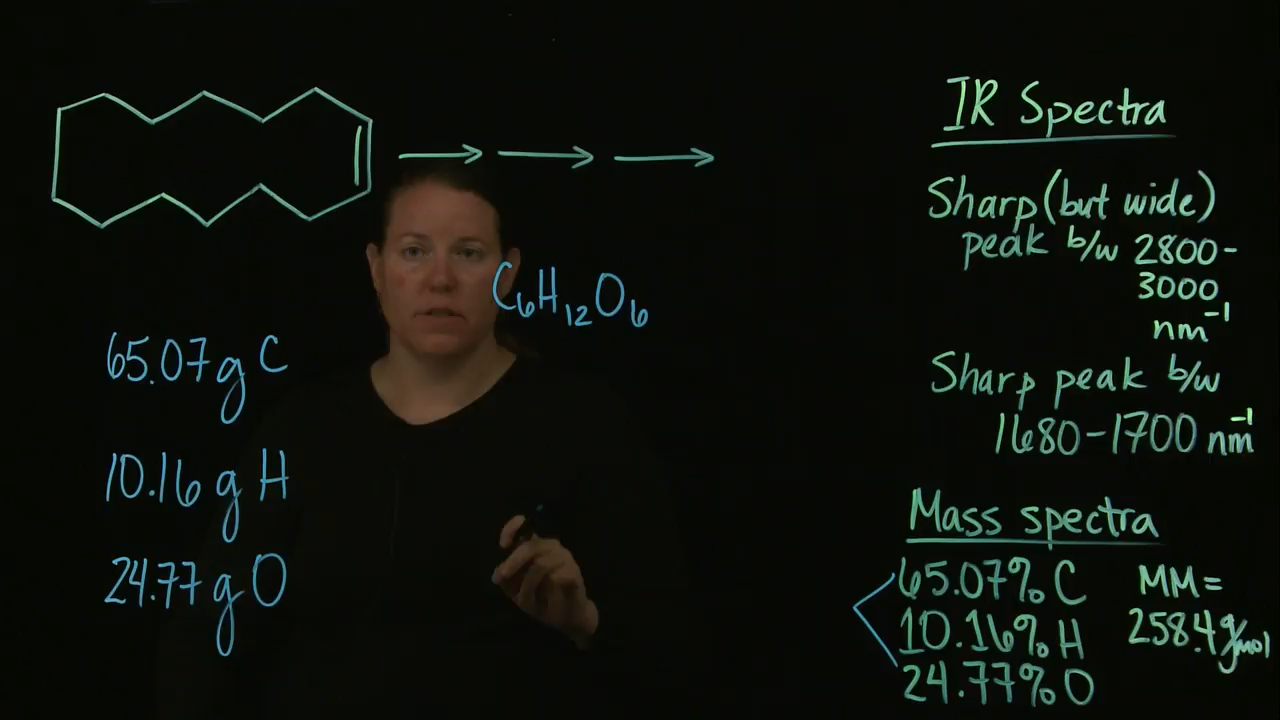 C₆H₁₂O₆
65.07 g C
10.16 g H
24.77 g O
IR Spectra
Sharp (but wide)
peak b/w 2800-
3000
nm⁻¹
Sharp peak b/w
1680-1700 nm⁻¹
Mass spectra
65.07% C
10.16% H
24.77% O
MM=
258.4 g/mol